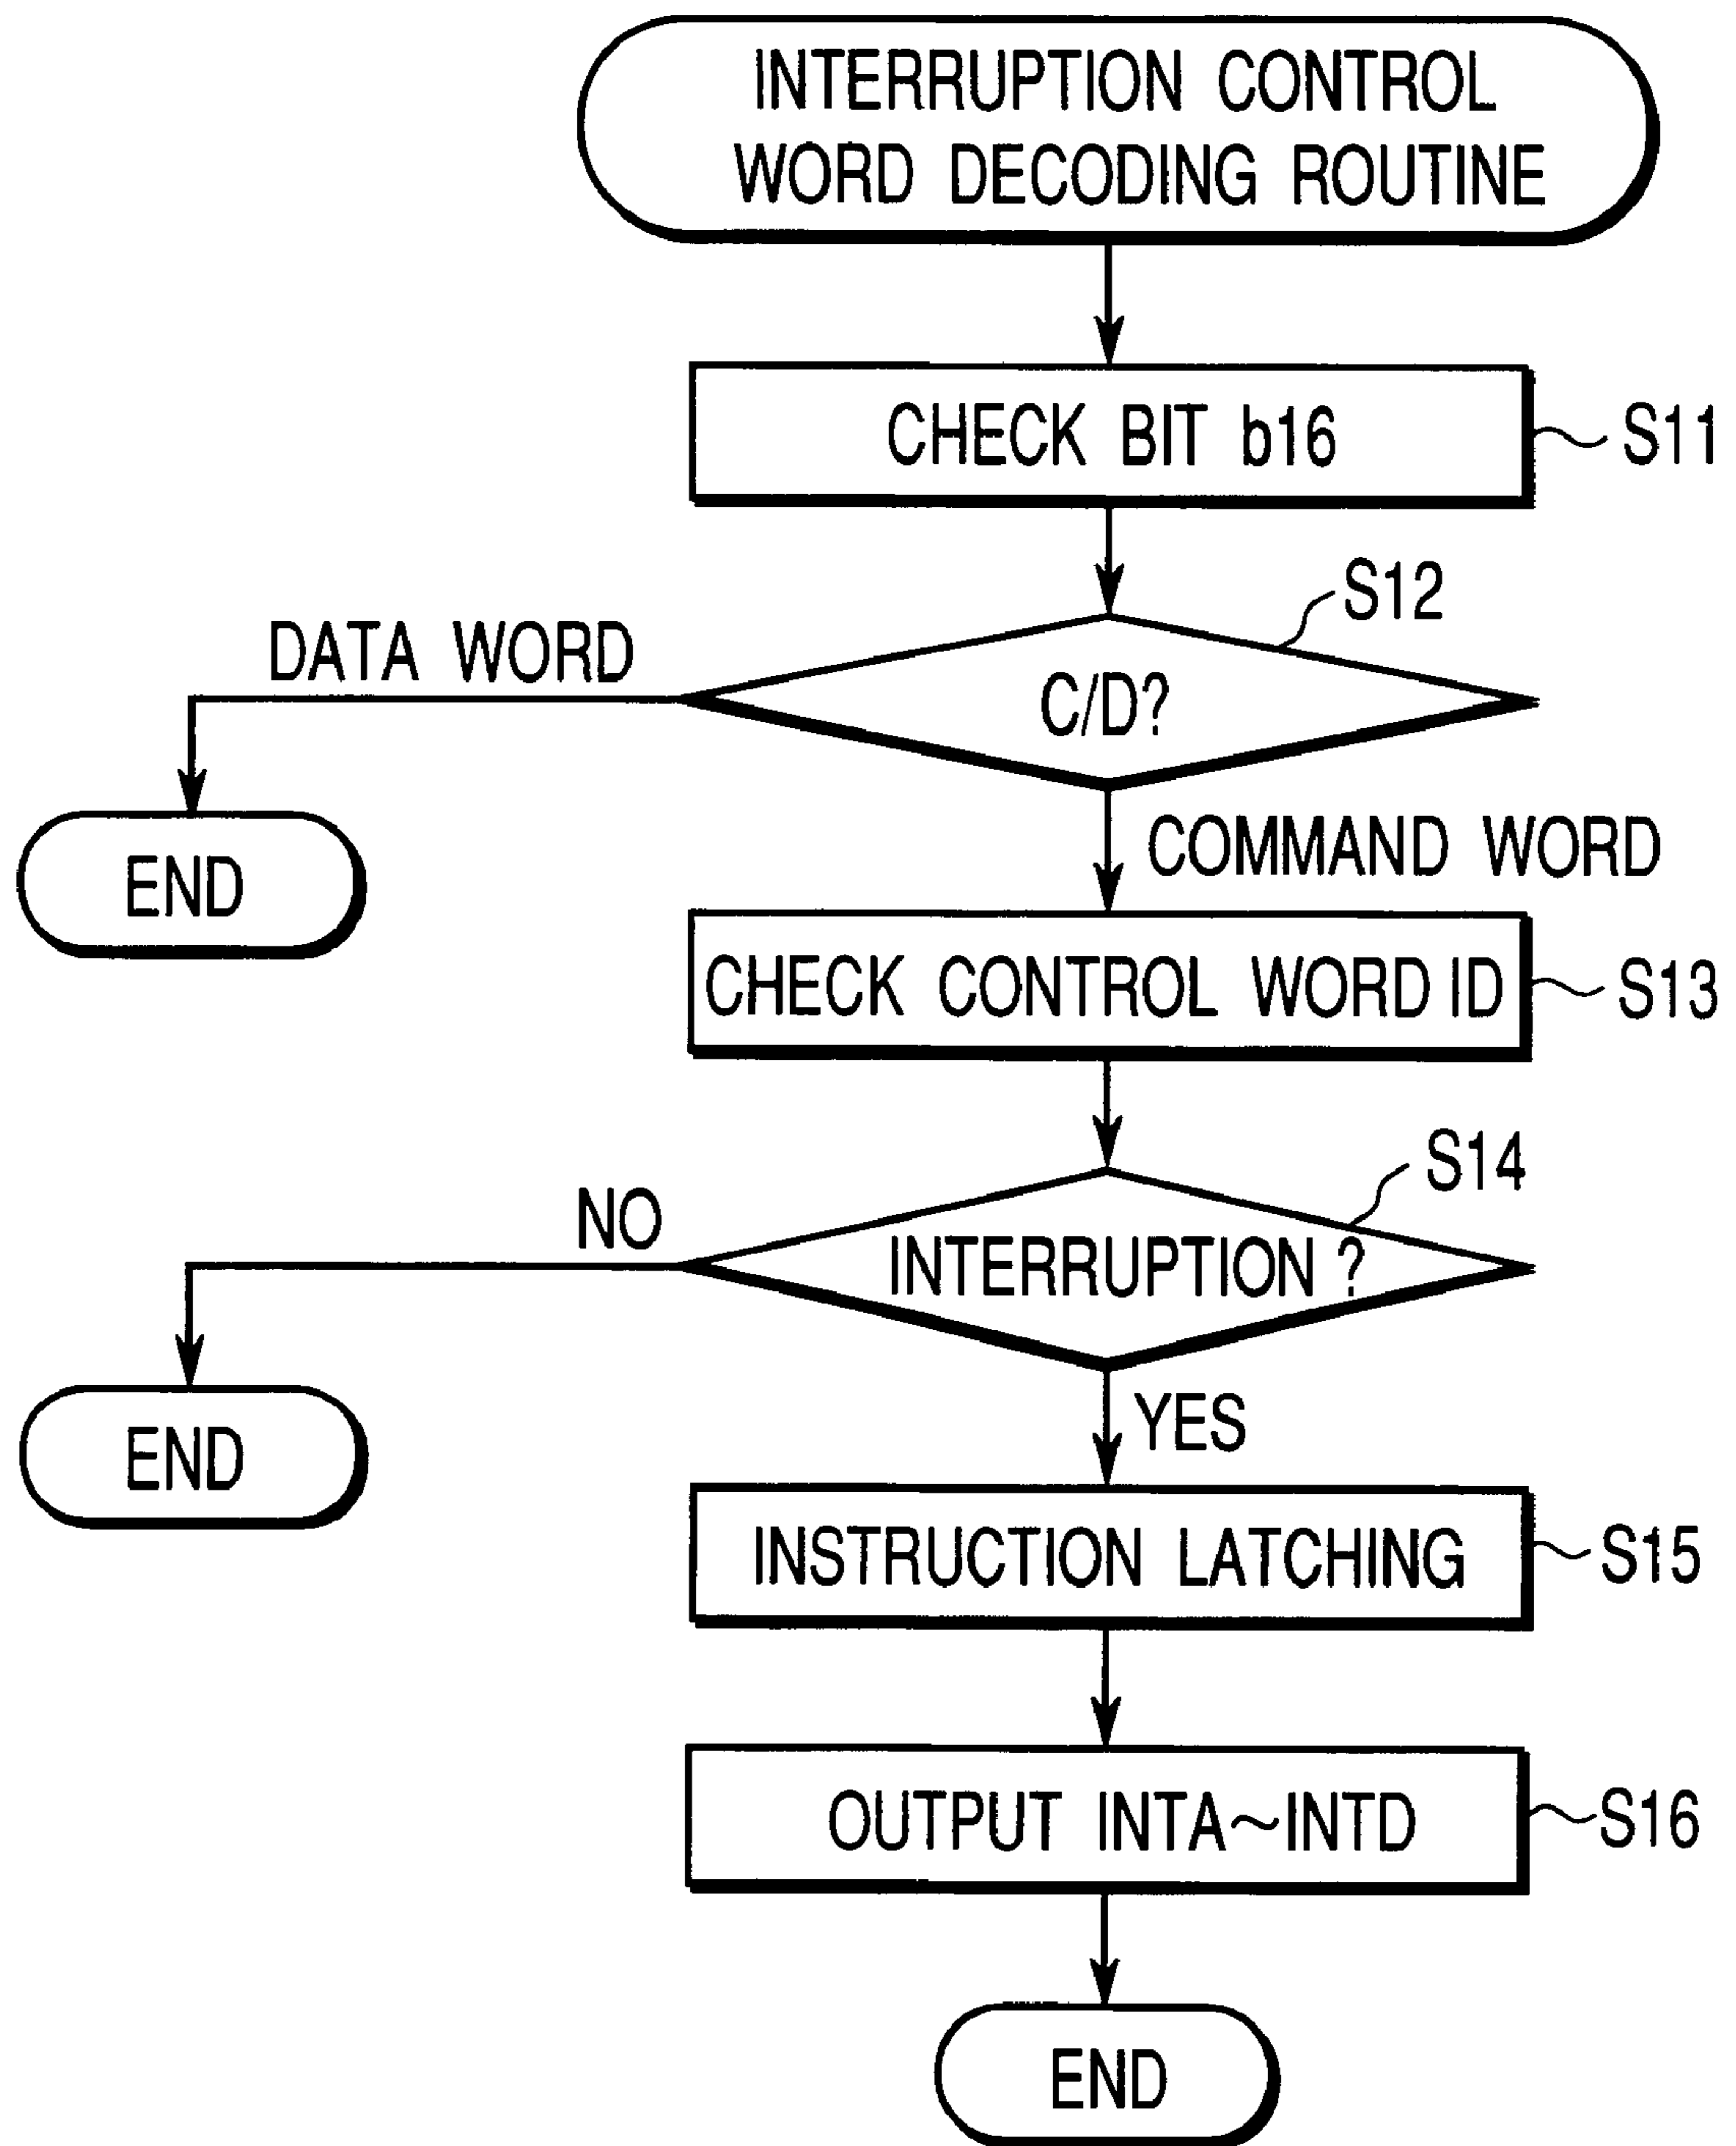 INTERRUPTION CONTROL
WORD DECODING ROUTINE
CHECK BIT b16
S11
S12
DATA WORD
C/D?
END
COMMAND WORD
CHECK CONTROL WORD ID
S13
S14
NO
INTERRUPTION ?
END
YES
INSTRUCTION LATCHING
S15
OUTPUT INTA~INTD
S16
END